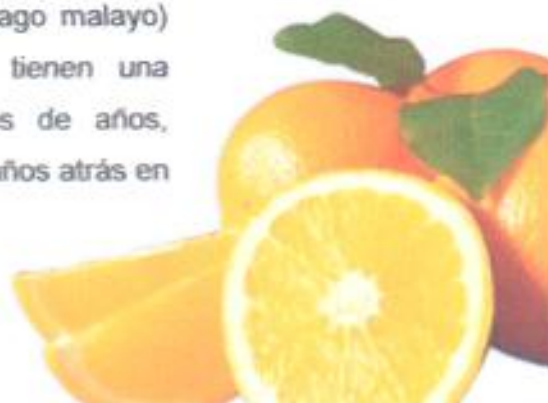 ago malayo)
tienen una
s de años,
años atrás en